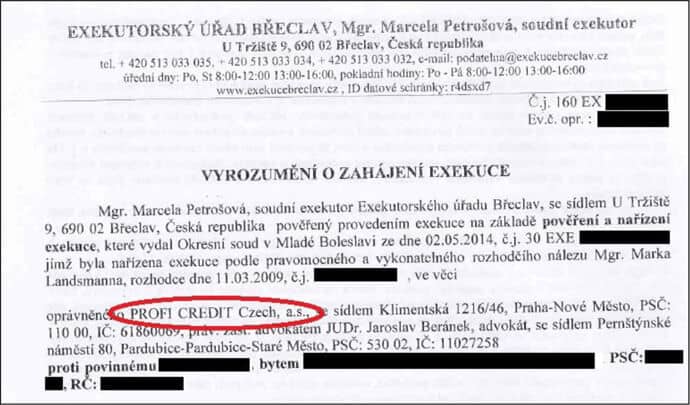 EXEKUTORSKÝ ÚŘAD BŘECLAV, Mgr. Marcela Petrošová, soudní exekutor
U Tržiště 9, 690 02 Břeclav, Česká republika
tel. + 420 513 033 035, + 420 513 033 034, + 420 513 033 032, e-mail: podatelna@exekucebreclav.cz
úřední dny: Po, St 8:00-12:00 13:00-16:00, pokladní hodiny: Po - Pá 8:00-12:00 13:00-16:00
www.exekucebreclav.cz , ID datové schránky: r4dsxd7
Č.j. 160 EX
Ev.č. opr. :
VYROZUMĚNÍ O ZAHÁJENÍ EXEKUCE
Mgr. Marcela Petrošová, soudní exekutor Exekutorského úřadu Břeclav, se sídlem U Tržiště
9, 690 02 Břeclav, Česká republika pověřený provedením exekuce na základě pověření a nařízení
exekuce, které vydal Okresní soud v Mladé Boleslavi ze dne 02.05.2014, č.j. 30 EXE
jímž byla nařízena exekuce podle pravomocného a vykonatelného rozhodčího nálezu Mgr. Marka
Landsmanna, rozhodce dne 11.03.2009, č.j. , ve věci
oprávněného PROFI CREDIT Czech, a.s., se sídlem Klimentská 1216/46, Praha-Nové Město, PSČ:
110 00, IČ: 61860069, práv. zást. advokátem JUDr. Jaroslav Beránek, advokát, se sídlem Pernštýnské
náměstí 80, Pardubice-Pardubice-Staré Město, PSČ: 530 02, IČ: 11027258
proti povinnému , bytem PSČ:
, RČ: